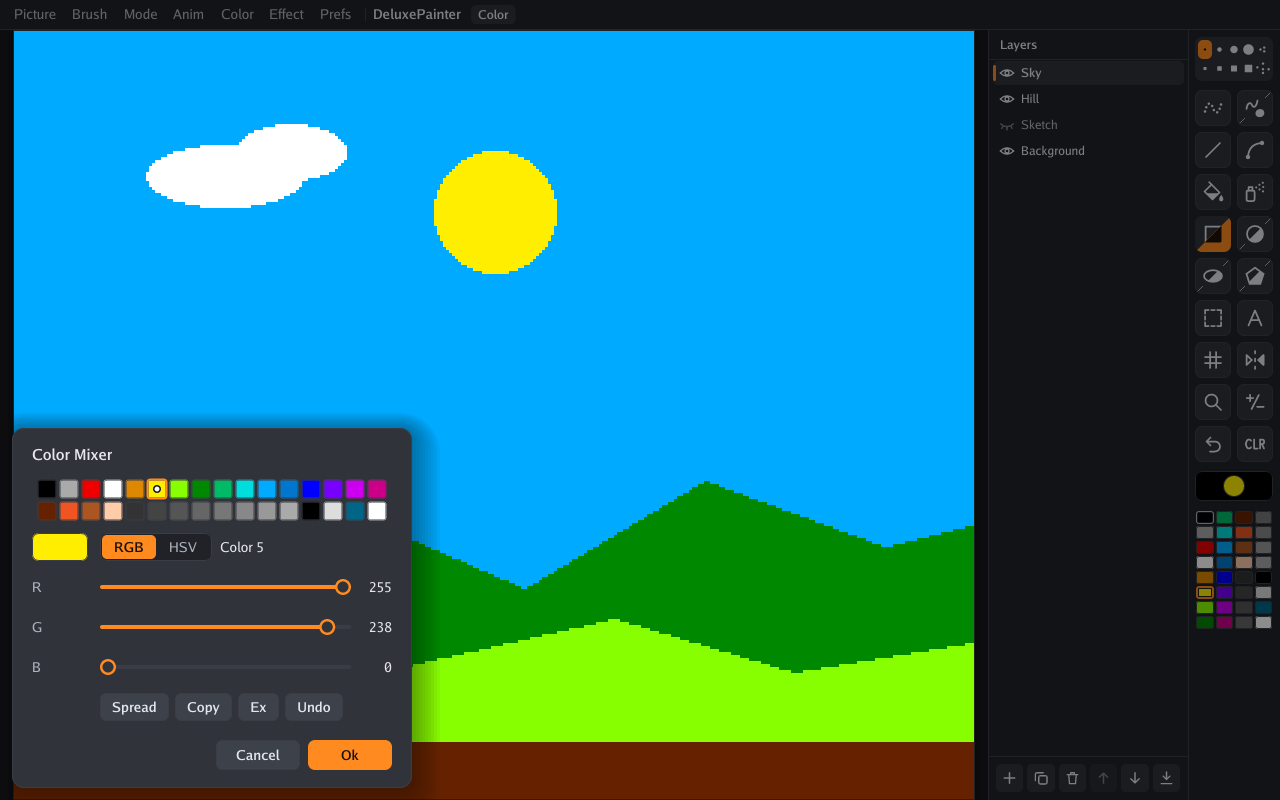 Picture Brush Mode Anim Color Effect Prefs DeluxePainter Color
Layers
Sky
Hill
Sketch
Background
CLR
Color Mixer
RGB HSV Color 5
R 255
G 238
B 0
Spread Copy Ex Undo
Cancel Ok